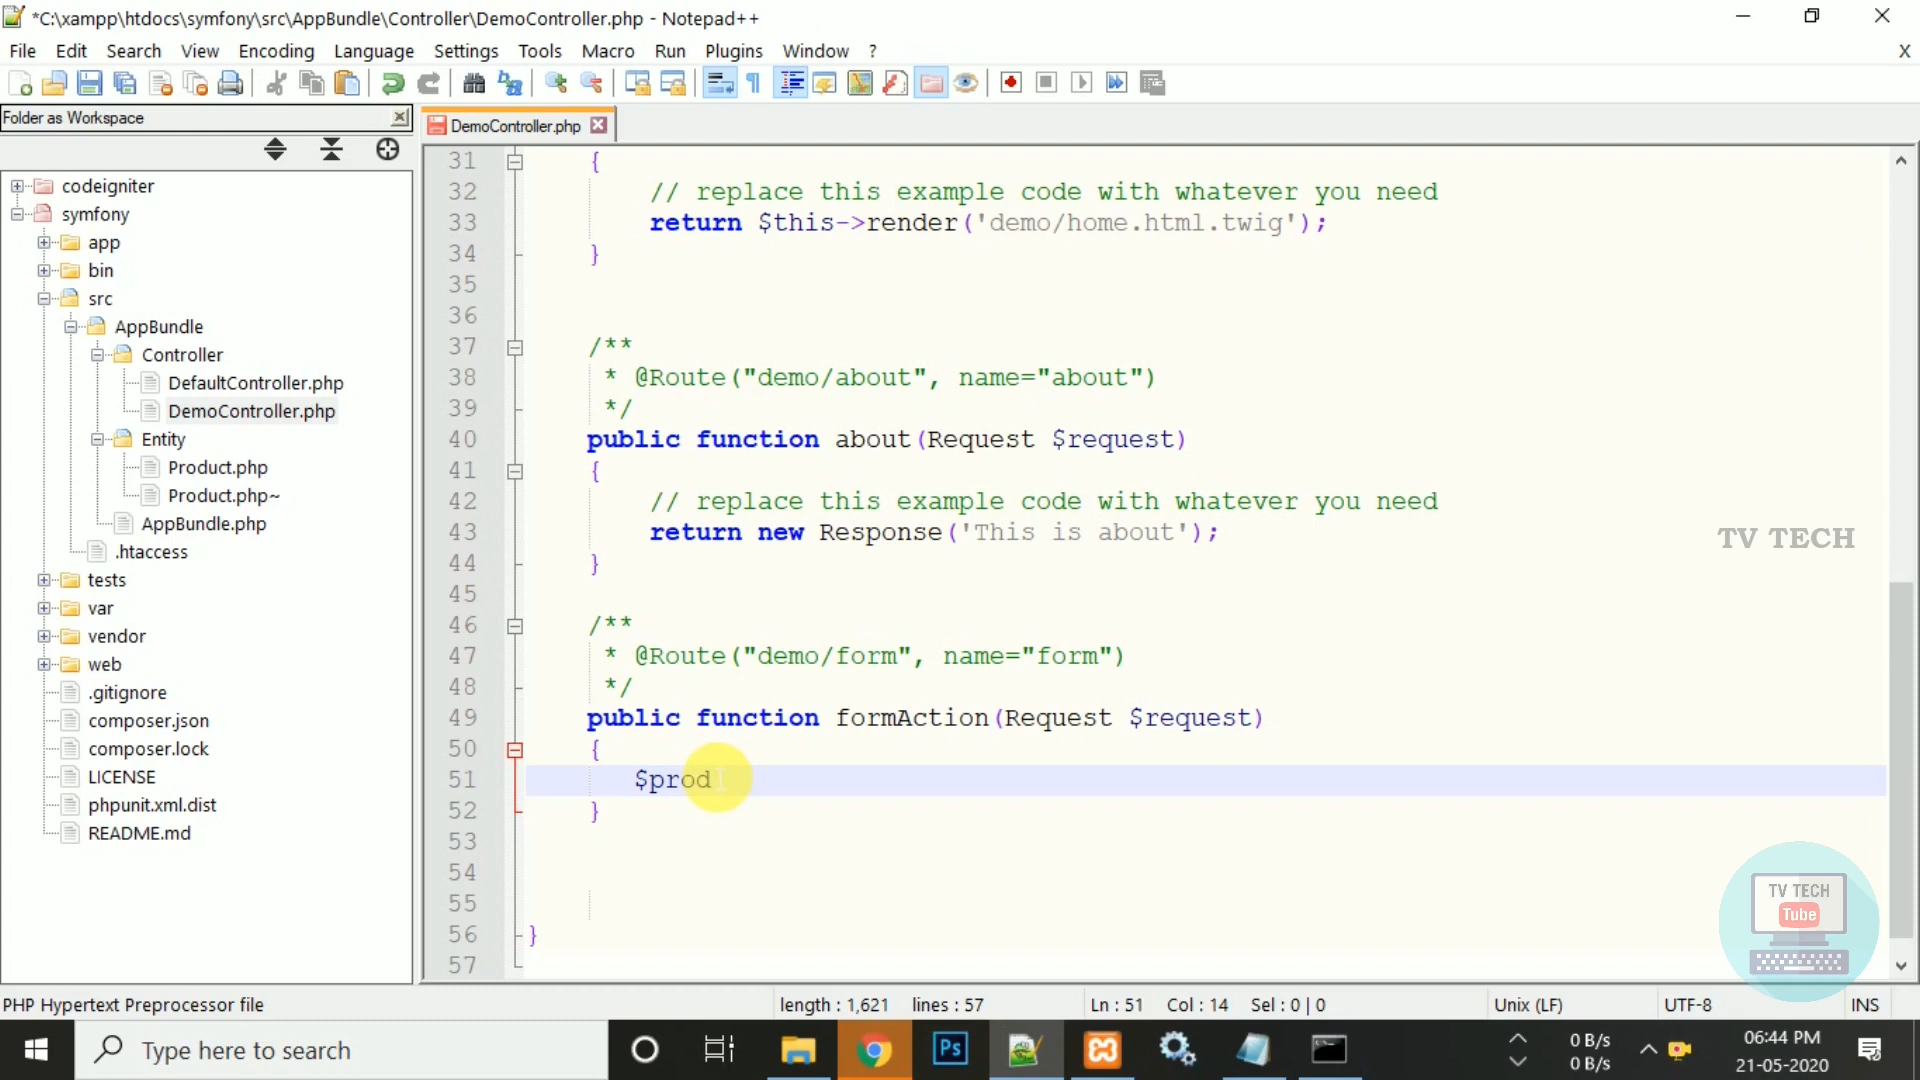 *C:\xampp\htdocs\symfony\src\AppBundle\Controller\DemoController.php - Notepad++
File Edit Search View Encoding Language Settings Tools Macro Run Plugins Window ? X
Folder as Workspace
DemoController.php
codeigniter
symfony
app
bin
src
AppBundle
Controller
DefaultController.php
DemoController.php
Entity
Product.php
Product.php~
AppBundle.php
.htaccess
tests
var
vendor
web
.gitignore
composer.json
composer.lock
LICENSE
phpunit.xml.dist
README.md
31 {
32 // replace this example code with whatever you need
33 return $this->render('demo/home.html.twig');
34 }
35
36
37 /**
38 * @Route("demo/about", name="about")
39 */
40 public function about(Request $request)
41 {
42 // replace this example code with whatever you need
43 return new Response('This is about');
44 }
45
46 /**
47 * @Route("demo/form", name="form")
48 */
49 public function formAction(Request $request)
50 {
51 $prod
52 }
53
54
55
56 }
57
TV TECH
TV TECH
Tube
PHP Hypertext Preprocessor file length : 1,621 lines : 57 Ln : 51 Col : 14 Sel : 0 | 0 Unix (LF) UTF-8 INS
Type here to search
Ps
0 B/s
0 B/s
06:44 PM
21-05-2020